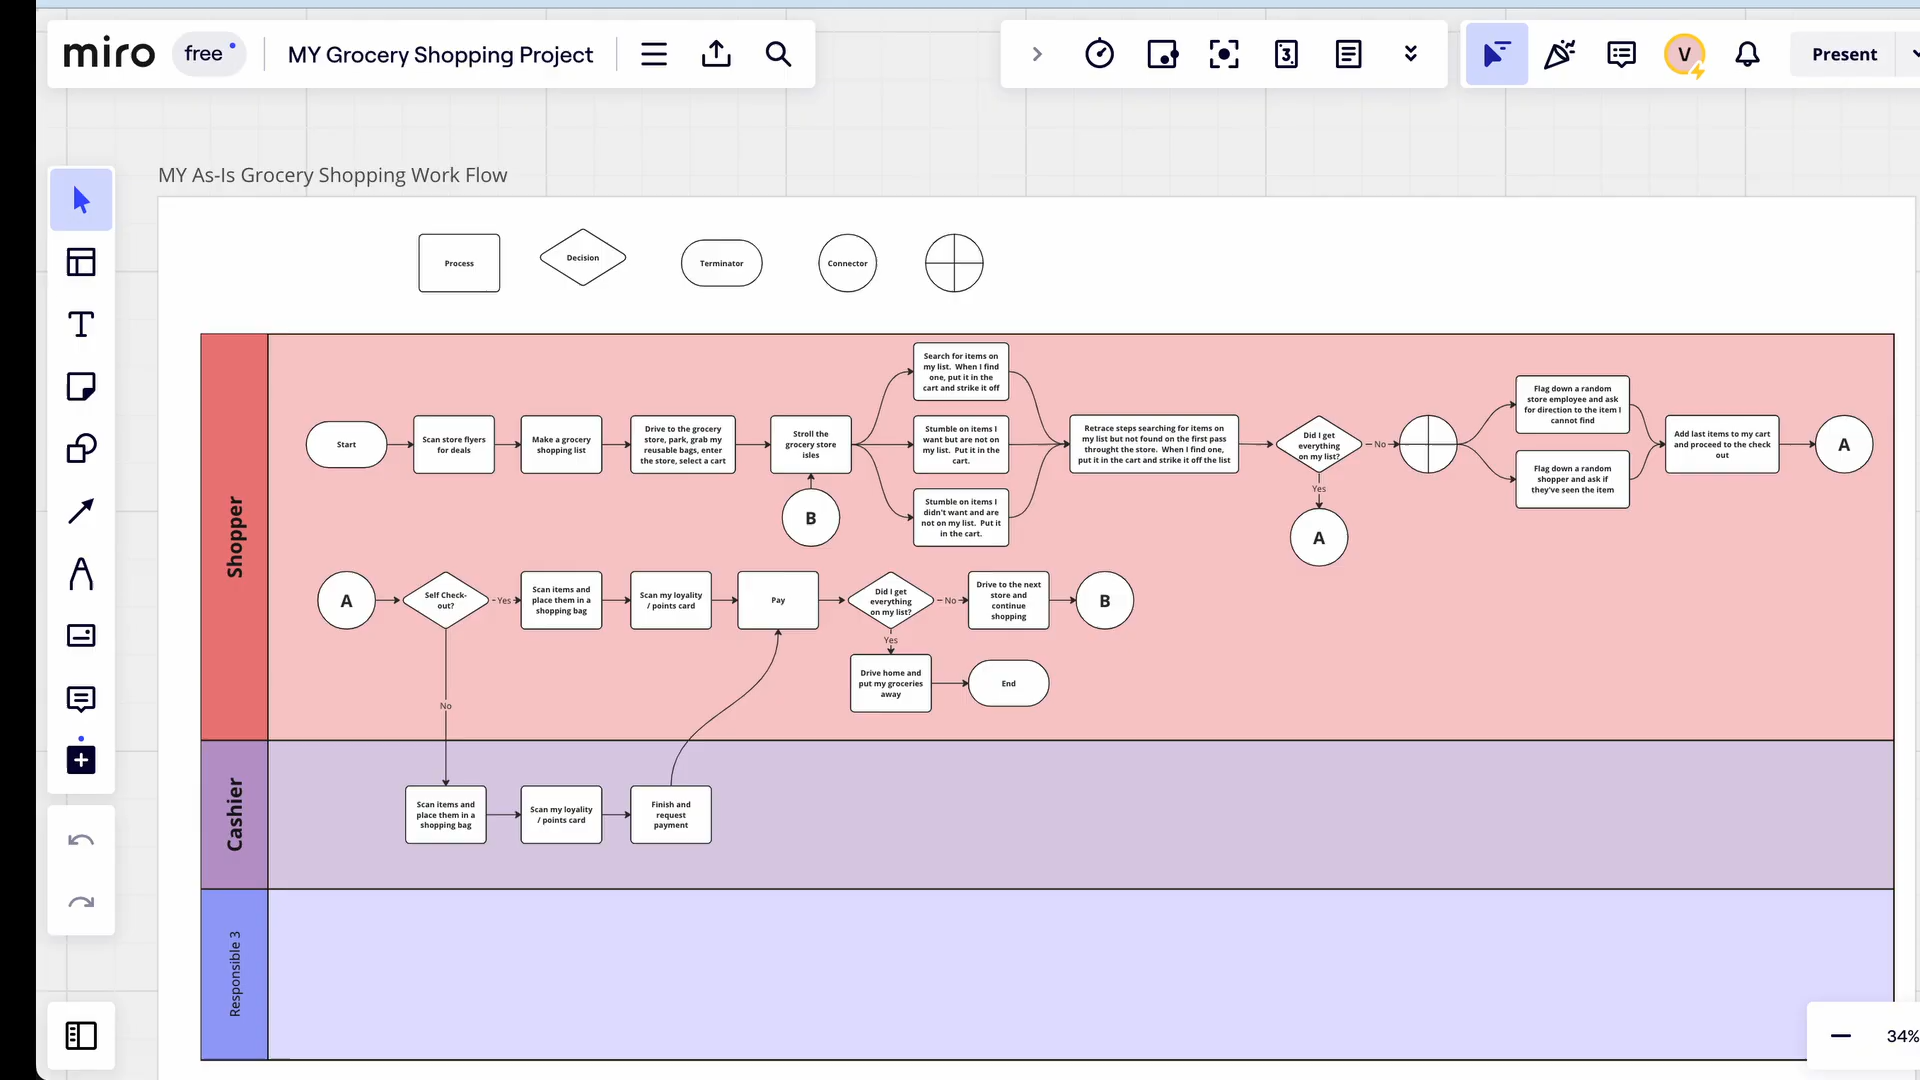 miro
free
MY Grocery Shopping Project
3
V
Present
MY As-Is Grocery Shopping Work Flow
Process
Decision
Terminator
Connector
Shopper
Start
Scan store flyers
for deals
Make a grocery
shopping list
Drive to the grocery
store, park, grab my
reusable bags, enter
the store, select a cart
Stroll the
grocery store
isles
B
Search for items on
my list. When I find
one, put it in the
cart and strike it off
Stumble on items I
want but are not on
my list. Put it in the
cart.
Stumble on items I
didn't want and are
not on my list. Put it
in the cart.
Retrace steps searching for items on
my list but not found on the first pass
throught the store. When I find one,
put it in the cart and strike it off the list
Did I get
everything
on my list?
No
Yes
A
Flag down a random
store employee and ask
for direction to the item I
cannot find
Flag down a random
shopper and ask if
they've seen the item
Add last items to my cart
and proceed to the check
out
A
A
Self Check-
out?
Yes
No
Scan items and
place them in a
shopping bag
Scan my loyality
/ points card
Pay
Did I get
everything
on my list?
No
Yes
Drive to the next
store and
continue
shopping
B
Drive home and
put my groceries
away
End
Cashier
Scan items and
place them in a
shopping bag
Scan my loyality
/ points card
Finish and
request
payment
Responsible 3
34%